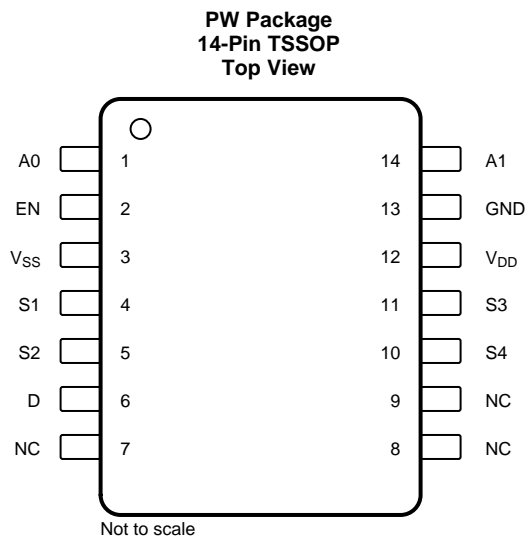 PW Package
14-Pin TSSOP
Top View
A0 1 14 A1
EN 2 13 GND
VSS 3 12 VDD
S1 4 11 S3
S2 5 10 S4
D 6 9 NC
NC 7 8 NC
Not to scale